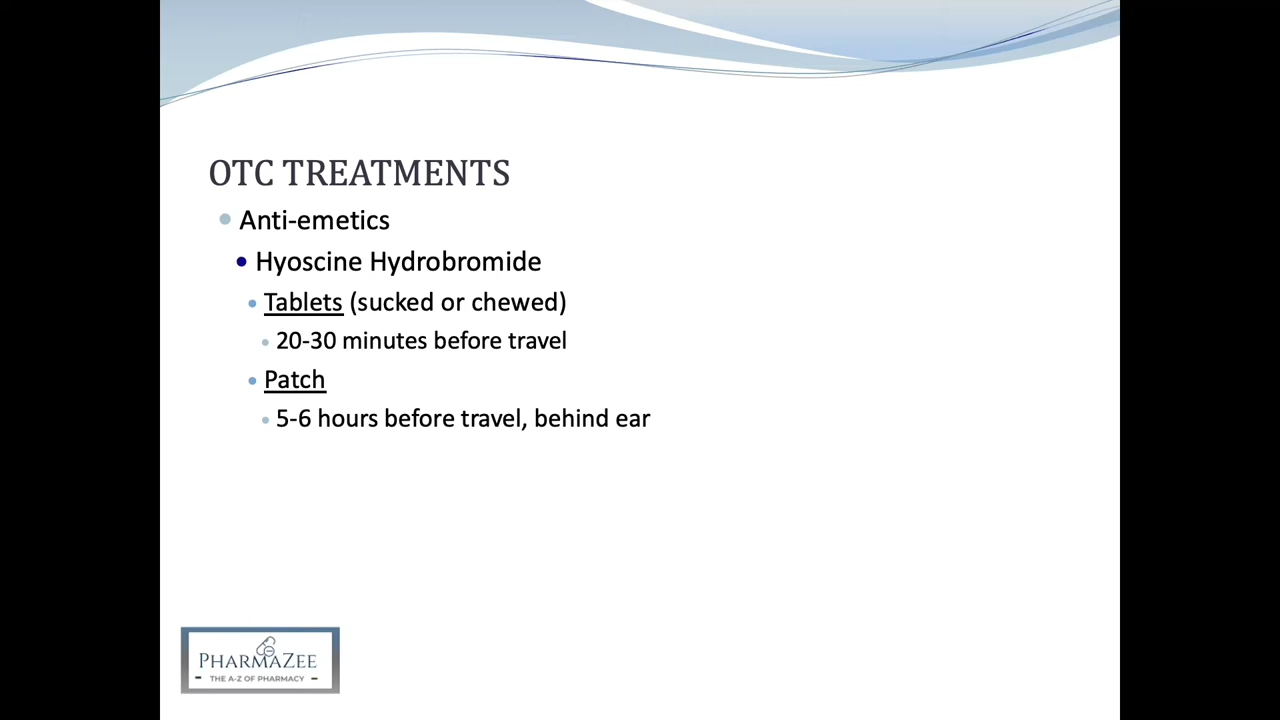 OTC TREATMENTS
Anti-emetics
Hyoscine Hydrobromide
Tablets (sucked or chewed)
20-30 minutes before travel
Patch
5-6 hours before travel, behind ear
PHARMAZEE
THE A-Z OF PHARMACY